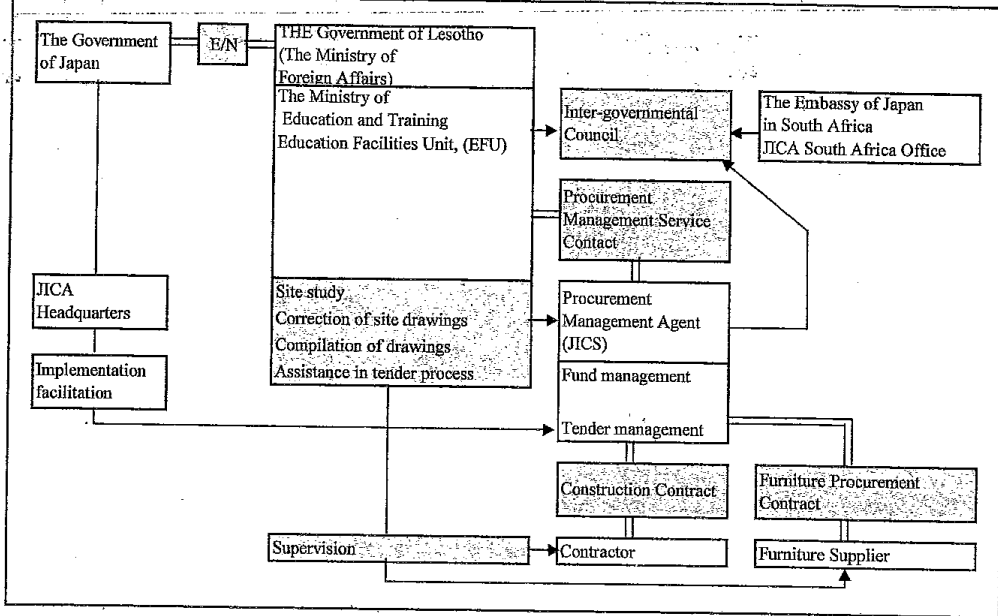 The Government
of Japan
E/N
THE Government of Lesotho
(The Ministry of
Foreign Affairs)
The Ministry of
Education and Training
Education Facilities Unit, (EFU)
Inter-governmental
Council
The Embassy of Japan
in South Africa
JICA South Africa Office
Procurement
Management Service
Contact
JICA
Headquarters
Site study
Correction of site drawings
Compilation of drawings
Assistance in tender process
Procurement
Management Agent
(JICS)
Implementation
facilitation
Fund management
Tender management
Construction Contract
Furniture Procurement
Contract
Supervision
Contractor
Furniture Supplier